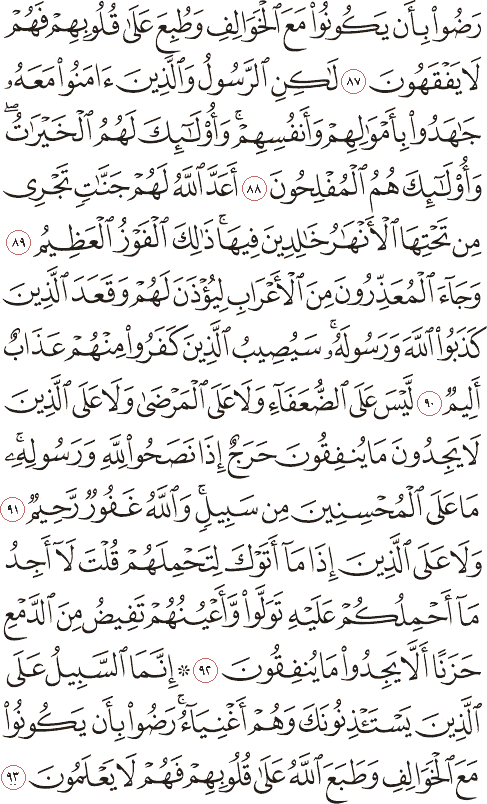 رَضُوا۟ بِأَن يَكُونُوا۟ مَعَ ٱلْخَوَالِفِ وَطُبِعَ عَلَىٰ قُلُوبِهِمْ فَهُمْ
لَا يَفْقَهُونَ ٨٧ لَـٰكِنِ ٱلرَّسُولُ وَٱلَّذِينَ ءَامَنُوا۟ مَعَهُۥ
جَـٰهَدُوا۟ بِأَمْوَٰلِهِمْ وَأَنفُسِهِمْ ۚ وَأُو۟لَـٰٓئِكَ لَهُمُ ٱلْخَيْرَٰتُ ۖ
وَأُو۟لَـٰٓئِكَ هُمُ ٱلْمُفْلِحُونَ ٨٨ أَعَدَّ ٱللَّهُ لَهُمْ جَنَّـٰتٍ تَجْرِى
مِن تَحْتِهَا ٱلْأَنْهَـٰرُ خَـٰلِدِينَ فِيهَا ۚ ذَٰلِكَ ٱلْفَوْزُ ٱلْعَظِيمُ ٨٩
وَجَآءَ ٱلْمُعَذِّرُونَ مِنَ ٱلْأَعْرَابِ لِيُؤْذَنَ لَهُمْ وَقَعَدَ ٱلَّذِينَ
كَذَبُوا۟ ٱللَّهَ وَرَسُولَهُۥ ۚ سَيُصِيبُ ٱلَّذِينَ كَفَرُوا۟ مِنْهُمْ عَذَابٌ
أَلِيمٌ ٩٠ لَّيْسَ عَلَى ٱلضُّعَفَآءِ وَلَا عَلَى ٱلْمَرْضَىٰ وَلَا عَلَى ٱلَّذِينَ
لَا يَجِدُونَ مَا يُنفِقُونَ حَرَجٌ إِذَا نَصَحُوا۟ لِلَّهِ وَرَسُولِهِۦ ۚ
مَا عَلَى ٱلْمُحْسِنِينَ مِن سَبِيلٍ ۚ وَٱللَّهُ غَفُورٌ رَّحِيمٌ ٩١
وَلَا عَلَى ٱلَّذِينَ إِذَا مَآ أَتَوْكَ لِتَحْمِلَهُمْ قُلْتَ لَآ أَجِدُ
مَآ أَحْمِلُكُمْ عَلَيْهِ تَوَلَّوا۟ وَّأَعْيُنُهُمْ تَفِيضُ مِنَ ٱلدَّمْعِ
حَزَنًا أَلَّا يَجِدُوا۟ مَا يُنفِقُونَ ٩٢ ۞ إِنَّمَا ٱلسَّبِيلُ عَلَى
ٱلَّذِينَ يَسْتَـْٔذِنُونَكَ وَهُمْ أَغْنِيَآءُ ۚ رَضُوا۟ بِأَن يَكُونُوا۟
مَعَ ٱلْخَوَالِفِ وَطَبَعَ ٱللَّهُ عَلَىٰ قُلُوبِهِمْ فَهُمْ لَا يَعْلَمُونَ ٩٣